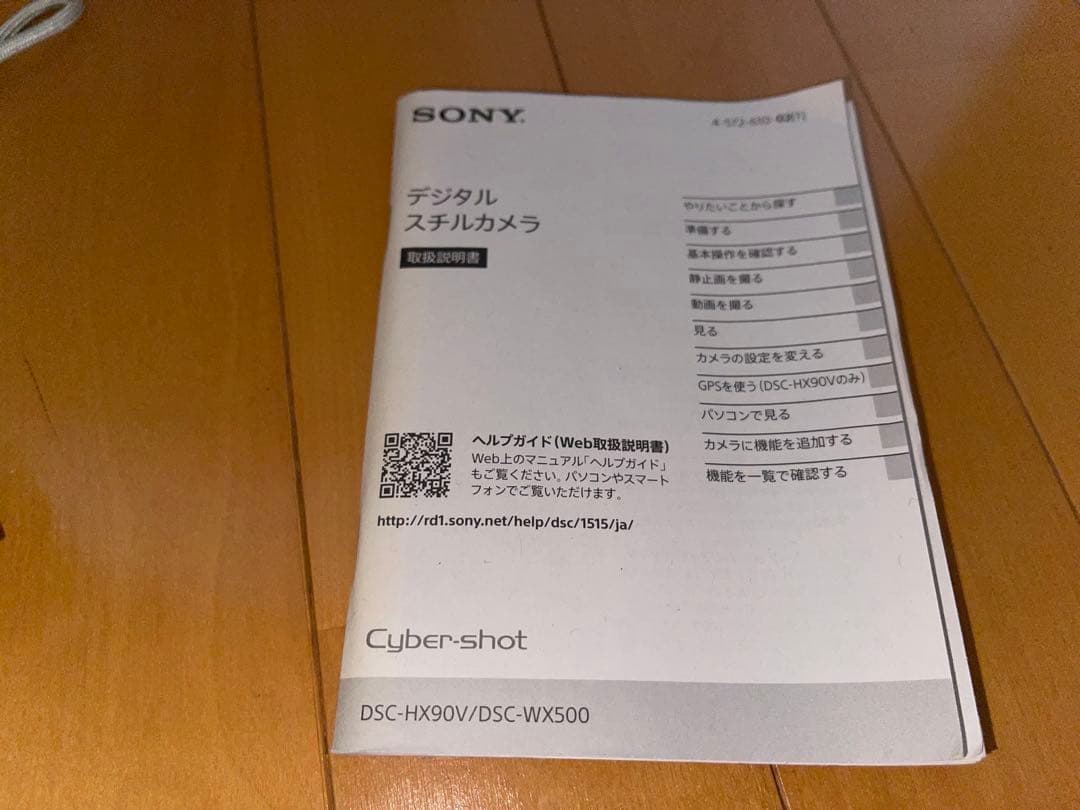 SONY
デジタル
スチルカメラ
取扱説明書
やりたいことから探す
準備する
基本操作を確認する
静止画を撮る
動画を撮る
見る
カメラの設定を変える
GPSを使う(DSC-HX90Vのみ)
パソコンで見る
カメラに機能を追加する
機能を一覧で確認する
ヘルプガイド(Web取扱説明書)
Web上のマニュアル「ヘルプガイド」
もご覧ください。パソコンやスマート
フォンでご覧いただけます。
http://rd1.sony.net/help/dsc/1515/ja/
Cyber-shot
DSC-HX90V/DSC-WX500